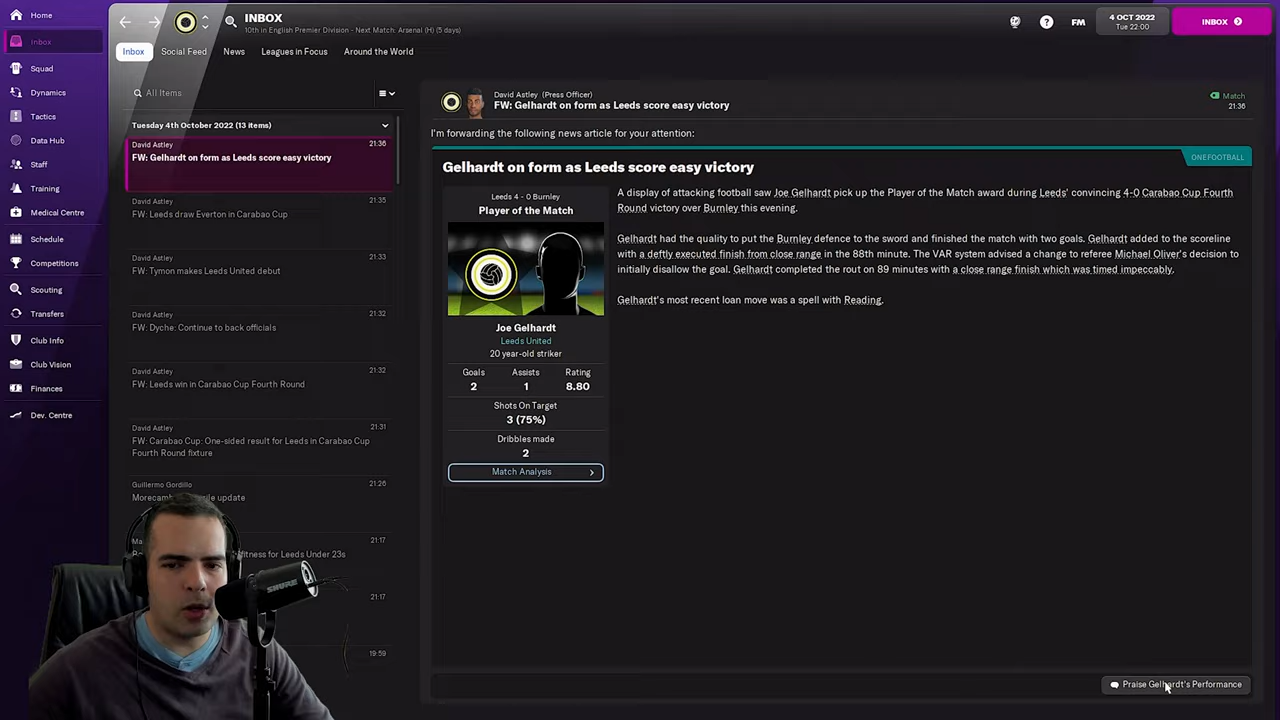 Home
INBOX
10th in English Premier Division - Next Match: Arsenal (H) (5 days)
FM
4 OCT 2022
Tue 22:00
INBOX
Inbox
Squad
Dynamics
Tactics
Data Hub
Staff
Training
Medical Centre
Schedule
Competitions
Scouting
Transfers
Club Info
Club Vision
Finances
Dev. Centre
Inbox
Social Feed
News
Leagues in Focus
Around the World
All Items
Tuesday 4th October 2022 (13 items)
David Astley 21:36
FW: Gelhardt on form as Leeds score easy victory
David Astley 21:35
FW: Leeds draw Everton in Carabao Cup
David Astley 21:33
FW: Tymon makes Leeds United debut
David Astley 21:32
FW: Dyche: Continue to back officials
David Astley 21:32
FW: Leeds win in Carabao Cup Fourth Round
David Astley 21:31
FW: Carabao Cup: One-sided result for Leeds in Carabao Cup
Fourth Round fixture
Guillermo Gordillo 21:26
update
21:17
fitness for Leeds Under 23s
21:17
19:59
David Astley (Press Officer)
FW: Gelhardt on form as Leeds score easy victory
Match
21:36
I'm forwarding the following news article for your attention:
Gelhardt on form as Leeds score easy victory
ONEFOOTBALL
Leeds 4 - 0 Burnley
Player of the Match
Joe Gelhardt
Leeds United
20 year-old striker
Goals Assists Rating
2 1 8.80
Shots On Target
3 (75%)
Dribbles made
2
Match Analysis
A display of attacking football saw Joe Gelhardt pick up the Player of the Match award during Leeds' convincing 4-0 Carabao Cup Fourth
Round victory over Burnley this evening.
Gelhardt had the quality to put the Burnley defence to the sword and finished the match with two goals. Gelhardt added to the scoreline
with a deftly executed finish from close range in the 88th minute. The VAR system advised a change to referee Michael Oliver's decision to
initially disallow the goal. Gelhardt completed the rout on 89 minutes with a close range finish which was timed impeccably.
Gelhardt's most recent loan move was a spell with Reading.
Praise Gelhardt's Performance
SHURE